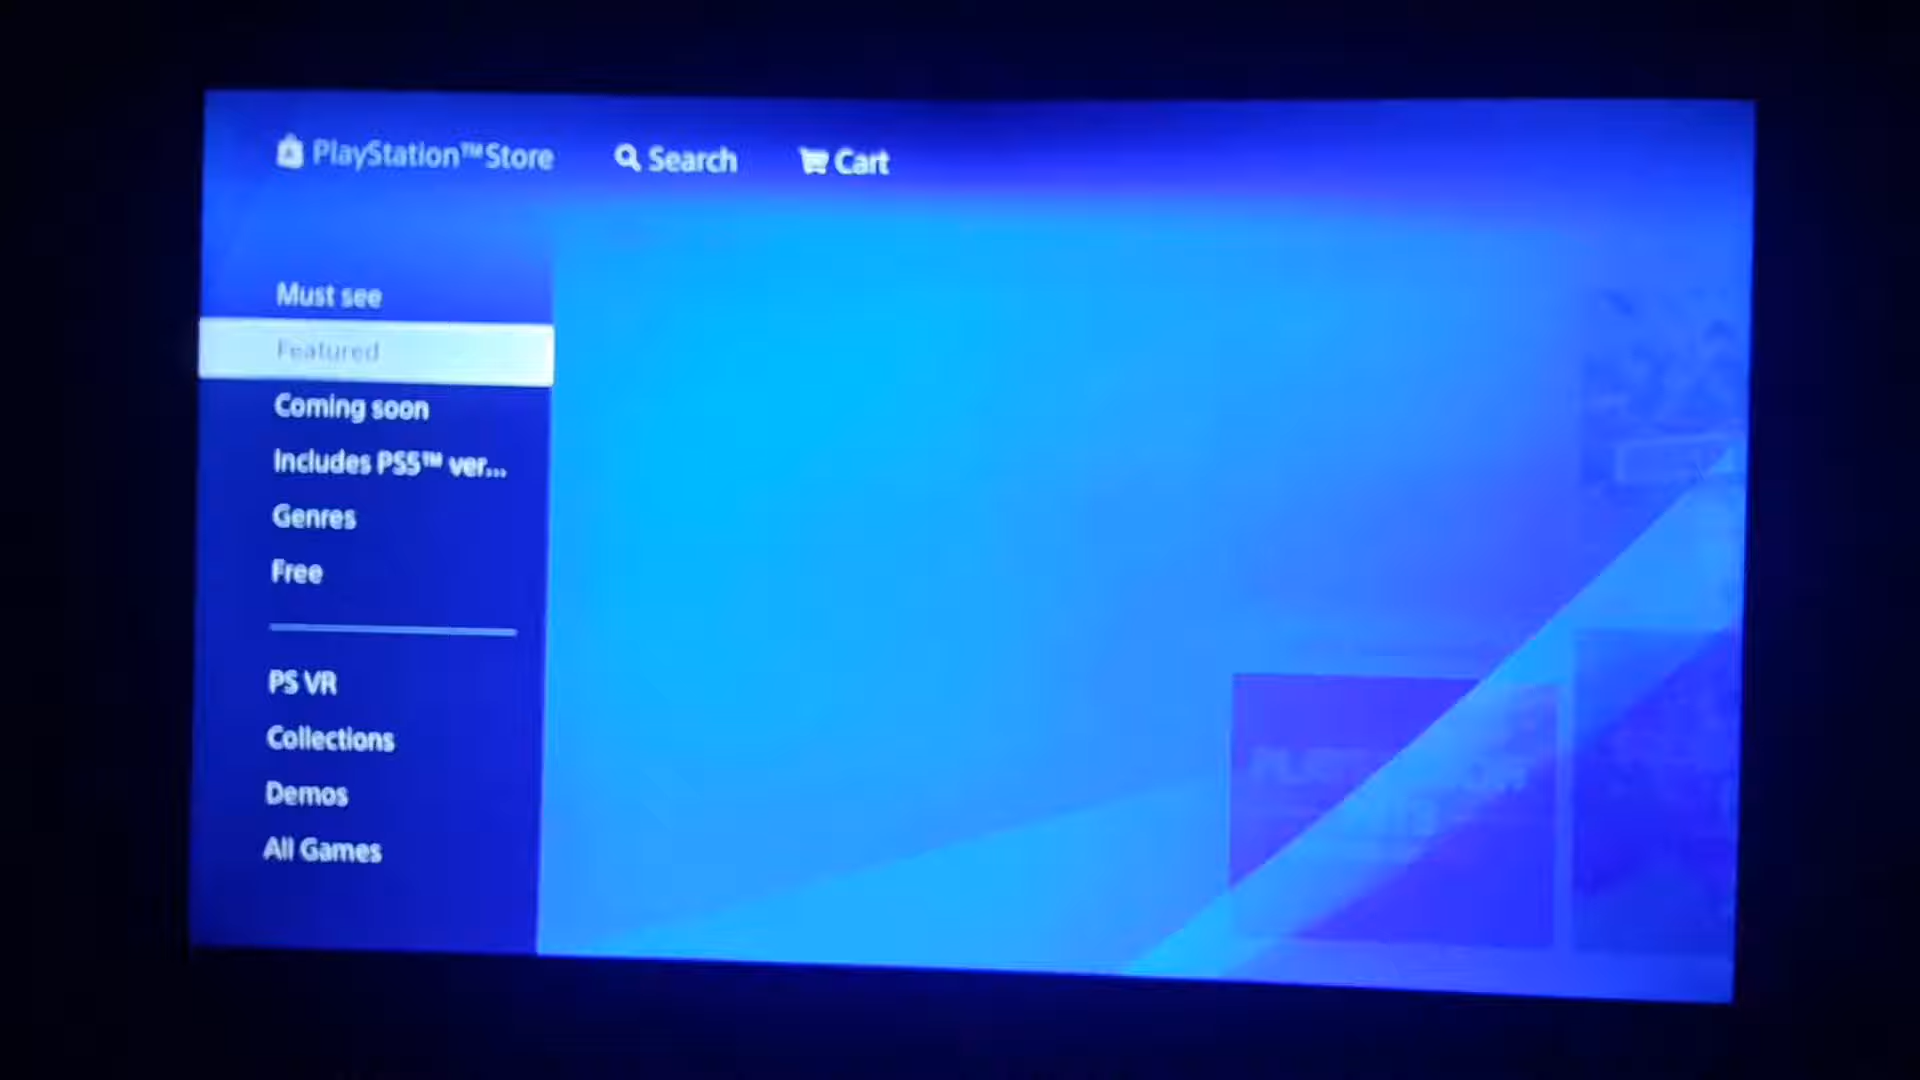 PlayStation™Store
Search
Cart
Must see
Featured
Coming soon
Includes PS5™ ver...
Genres
Free
PS VR
Collections
Demos
All Games